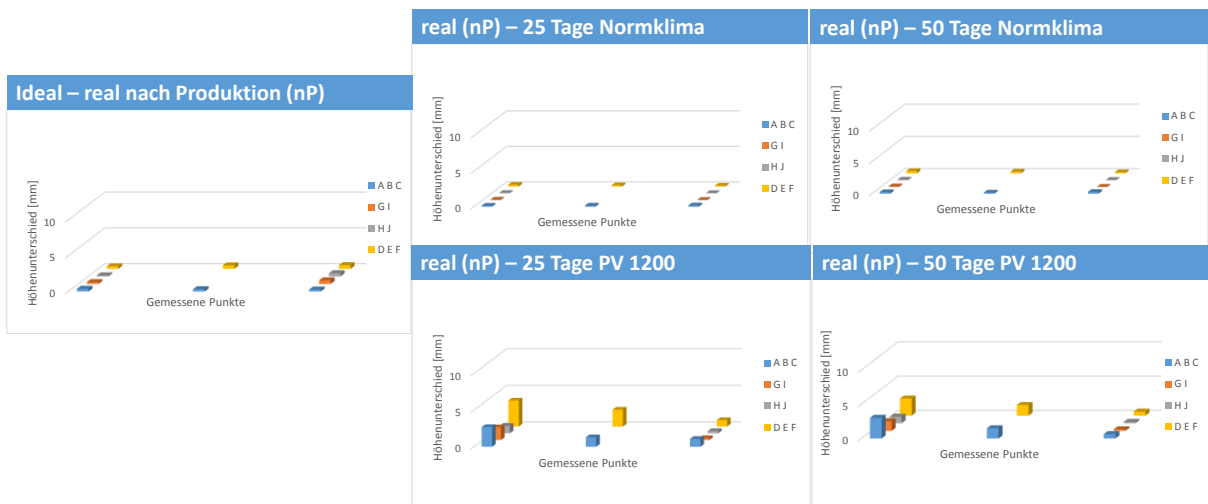 Ideal – real nach Produktion (nP)
Höhenunterschied [mm]
10
5
0
Gemessene Punkte
A B C
G I
H J
D E F
real (nP) – 25 Tage Normklima
Höhenunterschied [mm]
10
5
0
Gemessene Punkte
A B C
G I
H J
D E F
real (nP) – 50 Tage Normklima
Höhenunterschied [mm]
10
5
0
Gemessene Punkte
A B C
G I
H J
D E F
real (nP) – 25 Tage PV 1200
Höhenunterschied [mm]
10
5
0
Gemessene Punkte
A B C
G I
H J
D E F
real (nP) – 50 Tage PV 1200
Höhenunterschied [mm]
10
5
0
Gemessene Punkte
A B C
G I
H J
D E F